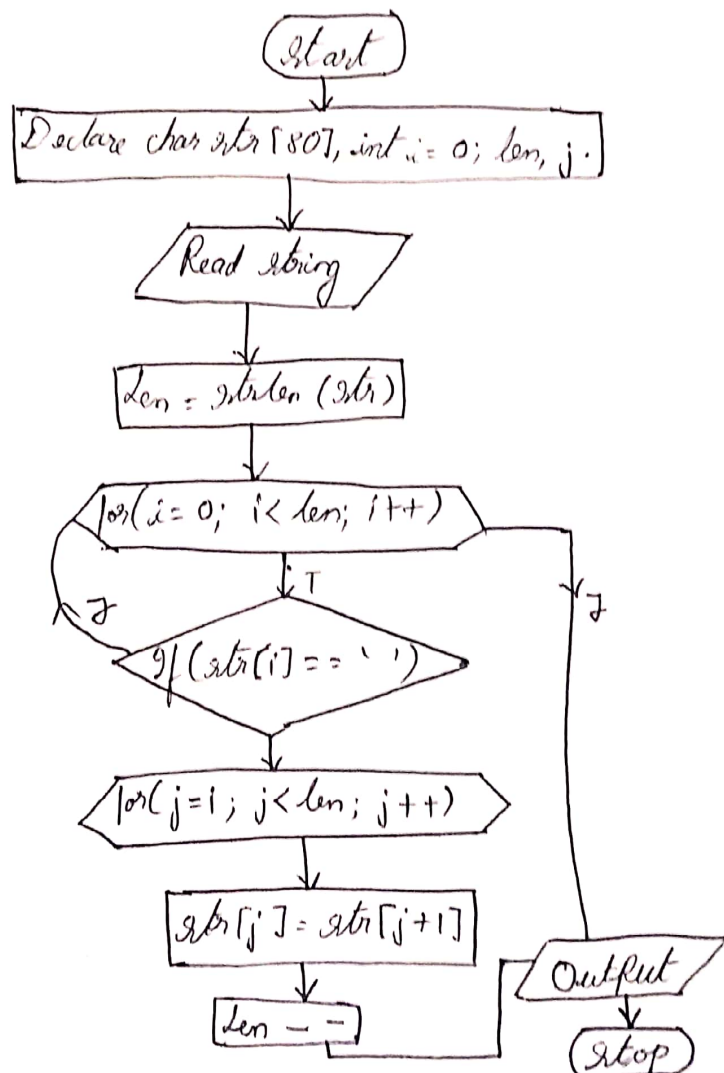 Start
Declare char str [80], int i = 0; len, j.
Read string
Len = strlen (str)
for(i=0; i< len; i++)
T
F
F
If (str[i] == ' ')
for(j=i; j<len; j++)
str[j] = str[j+1]
Len - -
Output
Stop